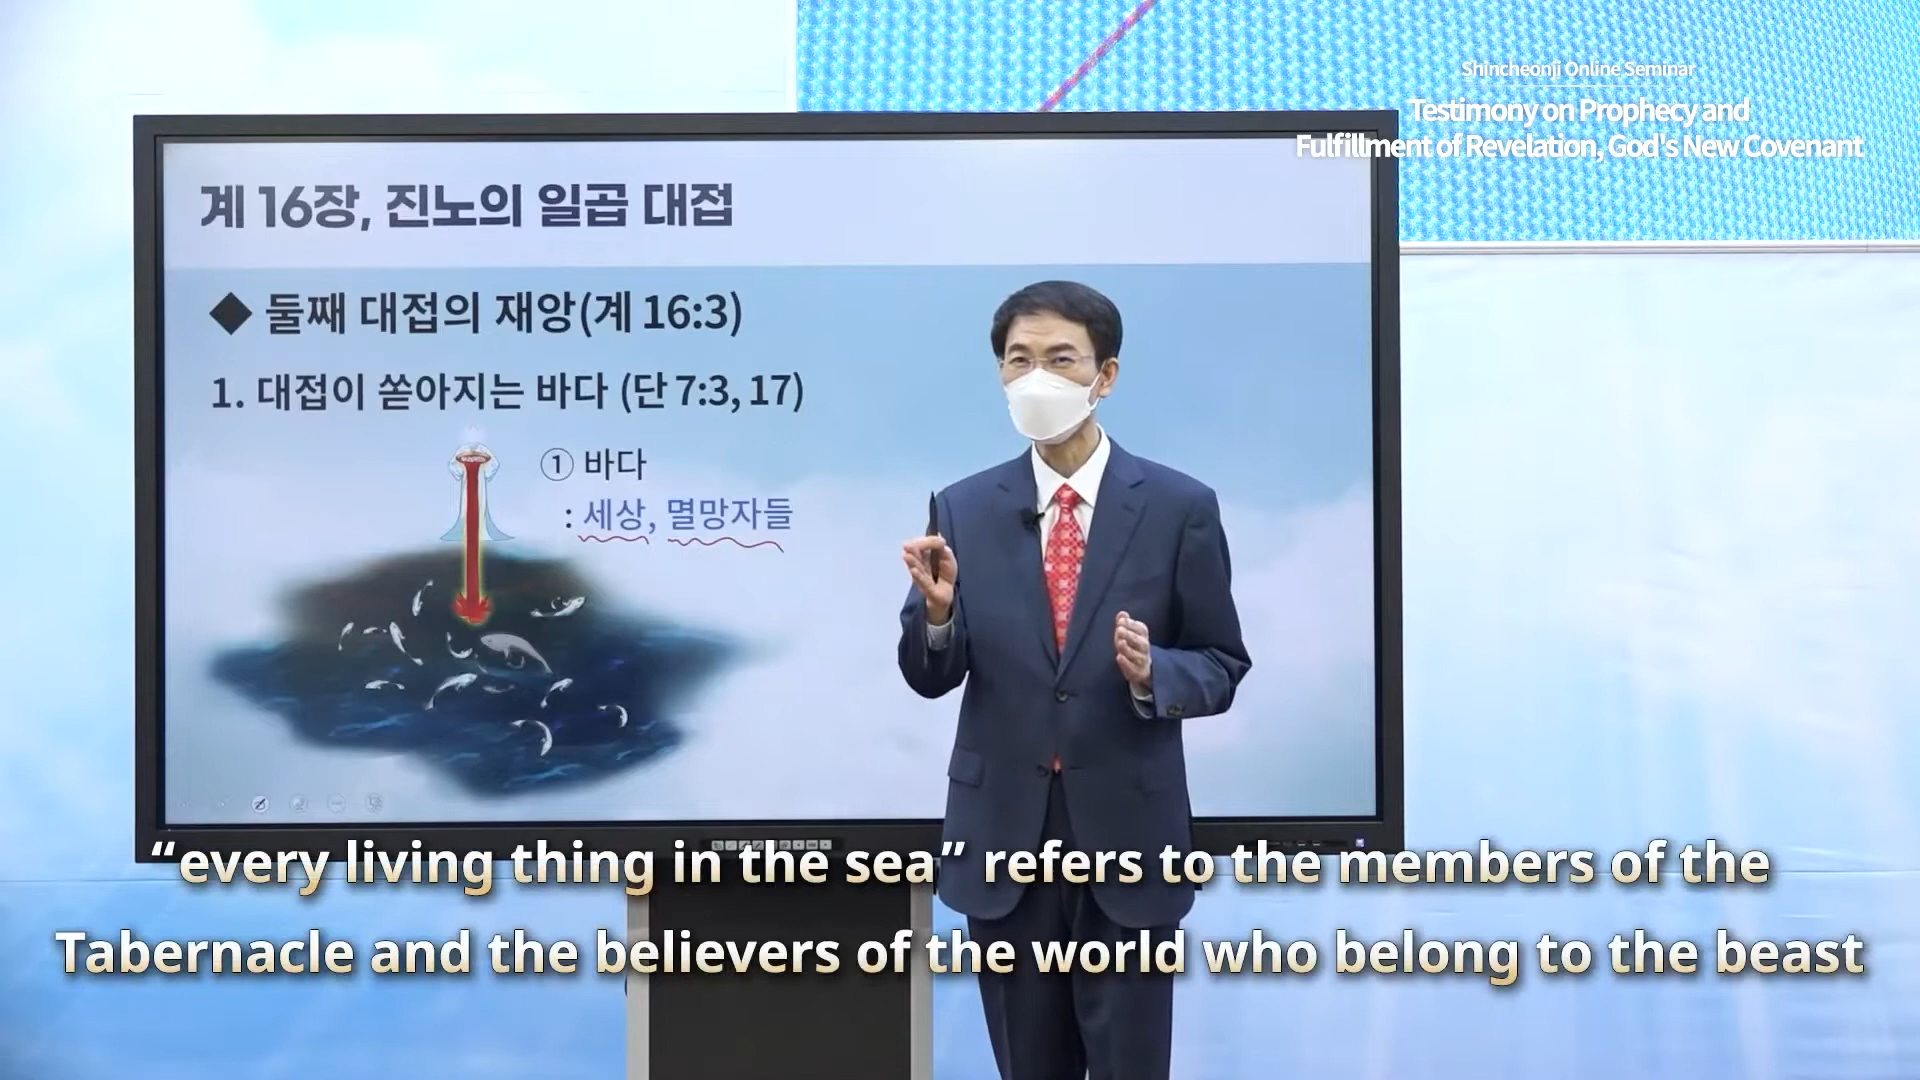 Shincheonji Online Seminar
Testimony on Prophecy and
Fulfillment of Revelation, God's New Covenant
계 16장, 진노의 일곱 대접
◆ 둘째 대접의 재앙(계 16:3)
1. 대접이 쏟아지는 바다 (단 7:3, 17)
① 바다
: 세상, 멸망자들
“every living thing in the sea” refers to the members of the
Tabernacle and the believers of the world who belong to the beast